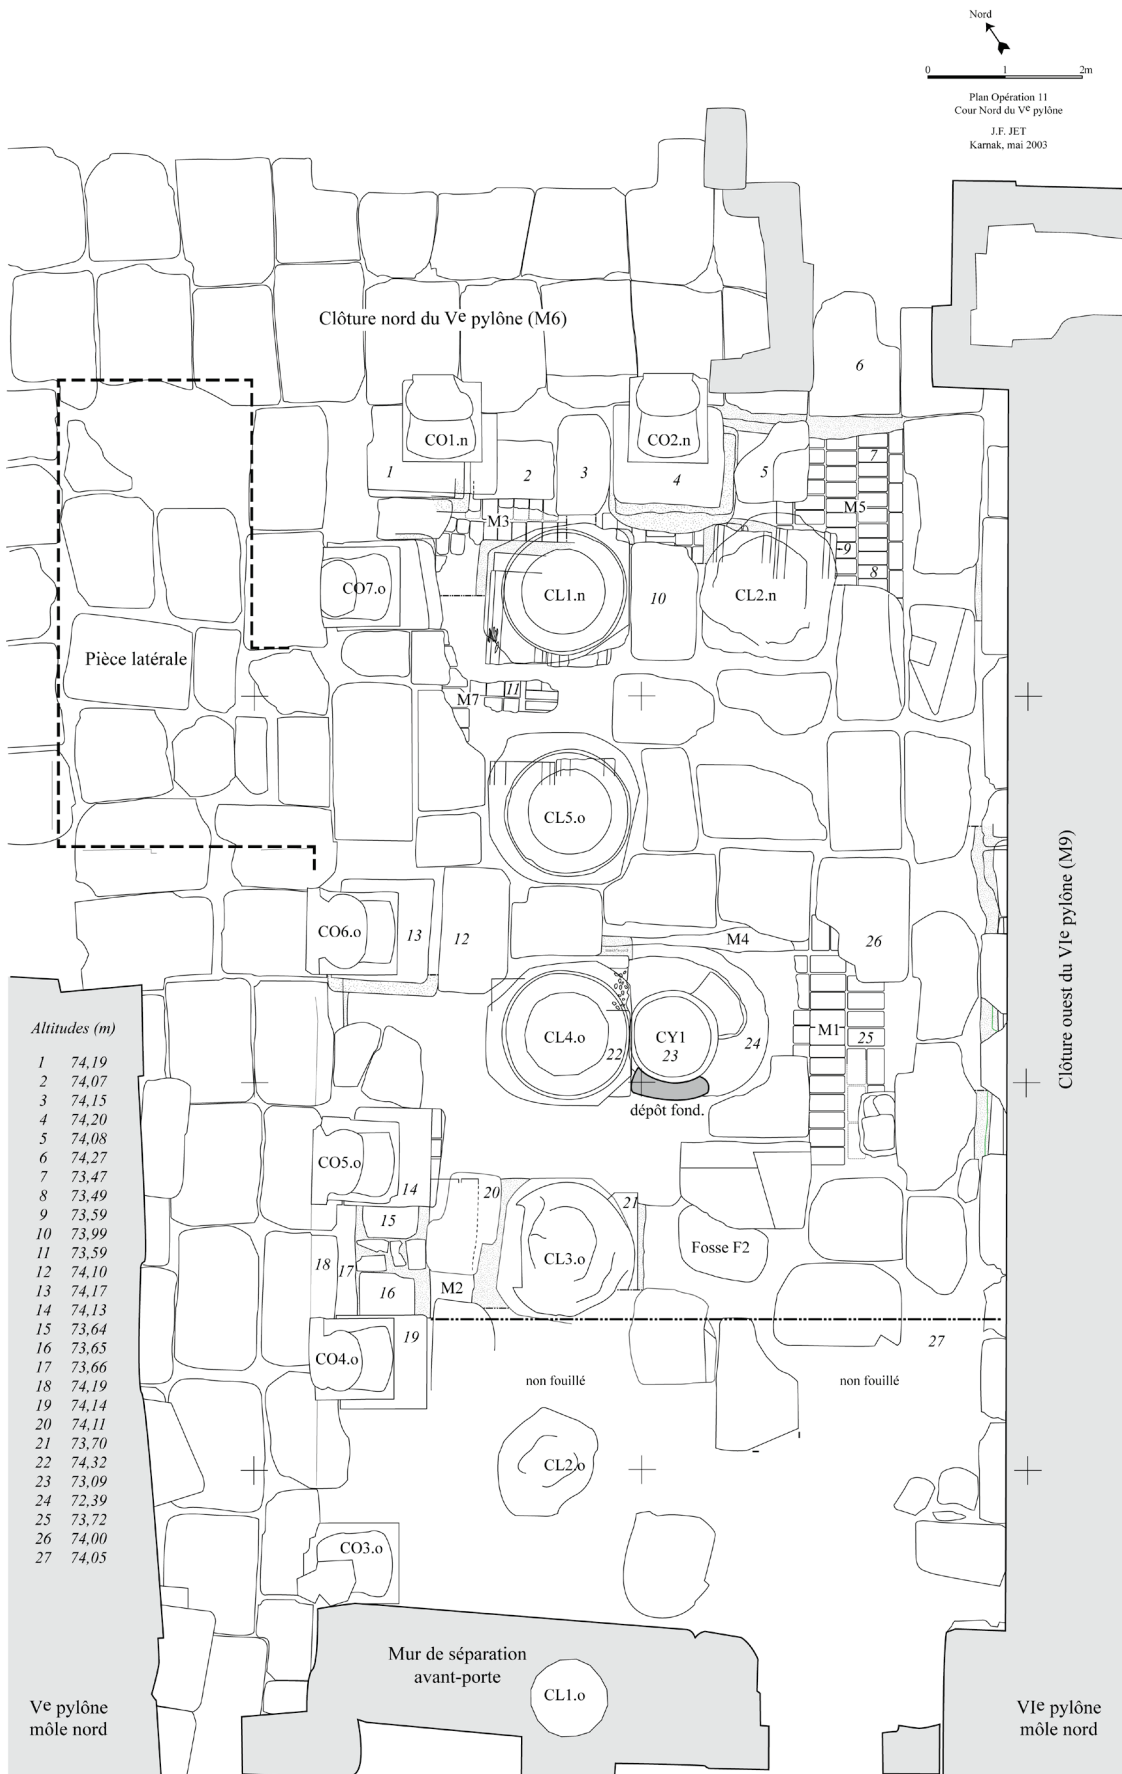 Nord
0 1 2m
Plan Opération 11
Cour Nord du Ve pylône
J.F. JET
Karnak, mai 2003
Clôture nord du Ve pylône (M6)
6
CO1.n
CO2.n
1
2
3
4
5
7
M3
M5
9
8
CO7.o
CL1.n
10
CL2.n
Pièce latérale
M7
11
CL5.o
Clôture ouest du VIe pylône (M9)
CO6.o
13
12
M4
26
CL4.o
22
CY1
23
24
M1
25
dépôt fond.
CO5.o
14
15
20
21
CL3.o
Fosse F2
18
17
16
M2
19
CO4.o
27
non fouillé
non fouillé
CL2.o
CO3.o
Mur de séparation
avant-porte
CL1.o
Altitudes (m)
1 74,19
2 74,07
3 74,15
4 74,20
5 74,08
6 74,27
7 73,47
8 73,49
9 73,59
10 73,99
11 73,59
12 74,10
13 74,17
14 74,13
15 73,64
16 73,65
17 73,66
18 74,19
19 74,14
20 74,11
21 73,70
22 74,32
23 73,09
24 72,39
25 73,72
26 74,00
27 74,05
Ve pylône
môle nord
VIe pylône
môle nord